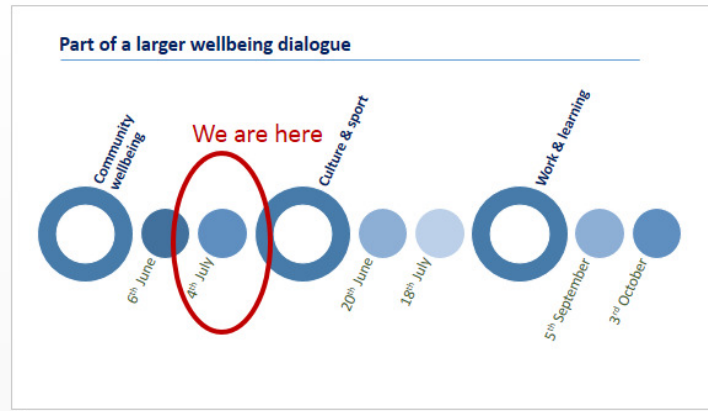 Part of a larger wellbeing dialogue
We are here
Community
wellbeing
Culture & sport
Work & learning
6th June
4th July
20th June
18th July
5th September
3rd October